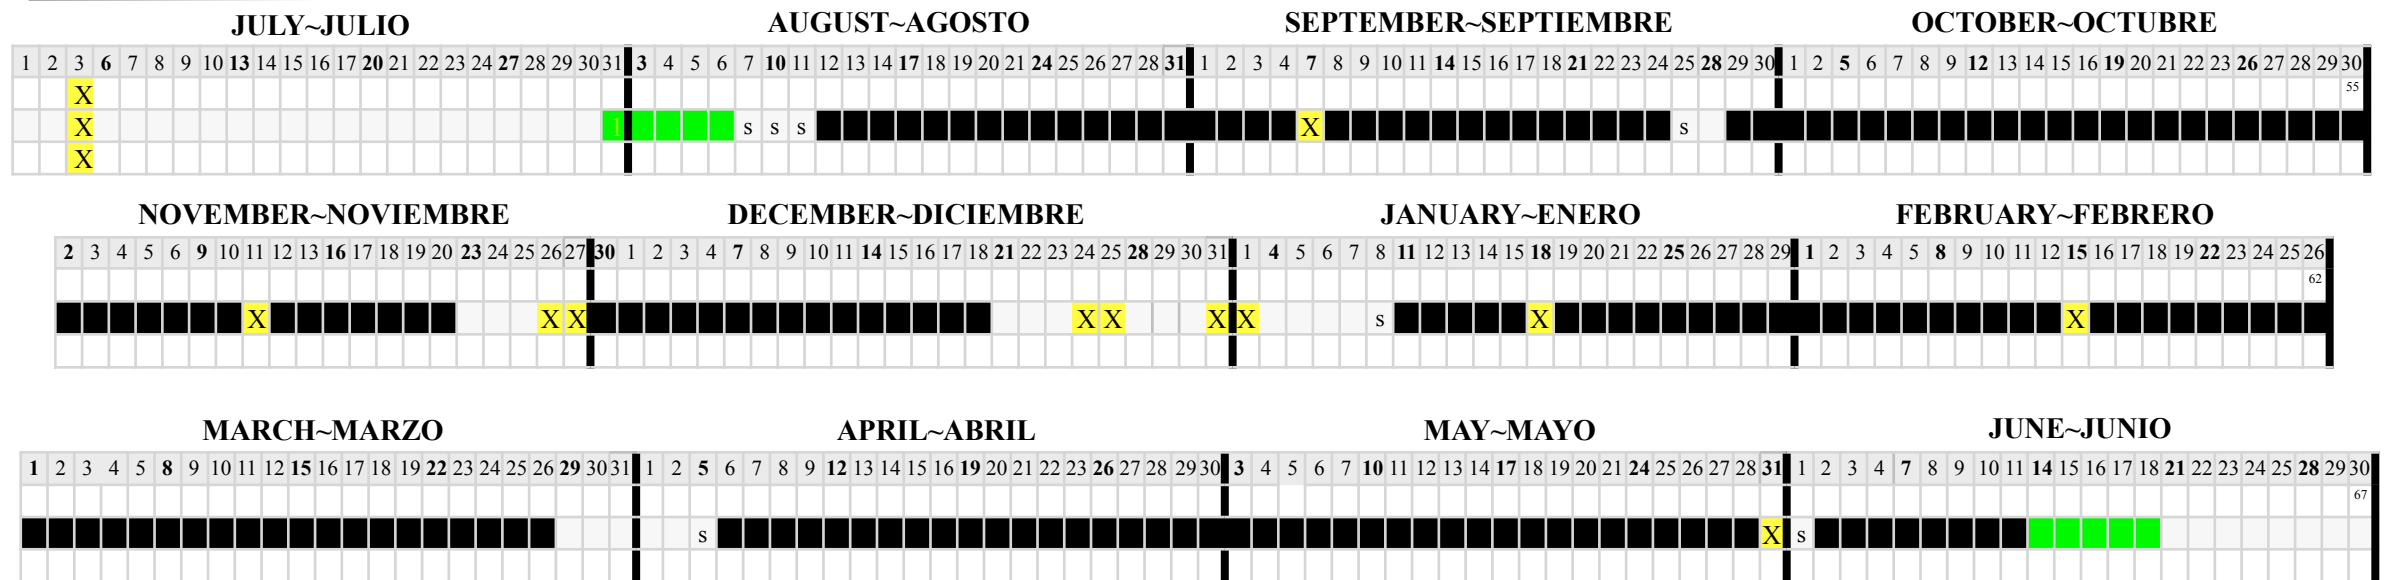 JULY~JULIO AUGUST~AGOSTO SEPTEMBER~SEPTIEMBRE OCTOBER~OCTUBRE
1 2 3 6 7 8 9 10 13 14 15 16 17 20 21 22 23 24 27 28 29 30 31 3 4 5 6 7 10 11 12 13 14 17 18 19 20 21 24 25 26 27 28 31 1 2 3 4 7 8 9 10 11 14 15 16 17 18 21 22 23 24 25 28 29 30 1 2 5 6 7 8 9 12 13 14 15 16 19 20 21 22 23 26 27 28 29 30
X 55
X 1 s s s X s
X
NOVEMBER~NOVIEMBRE DECEMBER~DICIEMBRE JANUARY~ENERO FEBRUARY~FEBRERO
2 3 4 5 6 9 10 11 12 13 16 17 18 19 20 23 24 25 26 27 30 1 2 3 4 7 8 9 10 11 14 15 16 17 18 21 22 23 24 25 28 29 30 31 1 4 5 6 7 8 11 12 13 14 15 18 19 20 21 22 25 26 27 28 29 1 2 3 4 5 8 9 10 11 12 15 16 17 18 19 22 23 24 25 26
62
X X X X X X X s X X
MARCH~MARZO APRIL~ABRIL MAY~MAYO JUNE~JUNIO
1 2 3 4 5 8 9 10 11 12 15 16 17 18 19 22 23 24 25 26 29 30 31 1 2 5 6 7 8 9 12 13 14 15 16 19 20 21 22 23 26 27 28 29 30 3 4 5 6 7 10 11 12 13 14 17 18 19 20 21 24 25 26 27 28 31 1 2 3 4 7 8 9 10 11 14 15 16 17 18 21 22 23 24 25 28 29 30
67
s X s